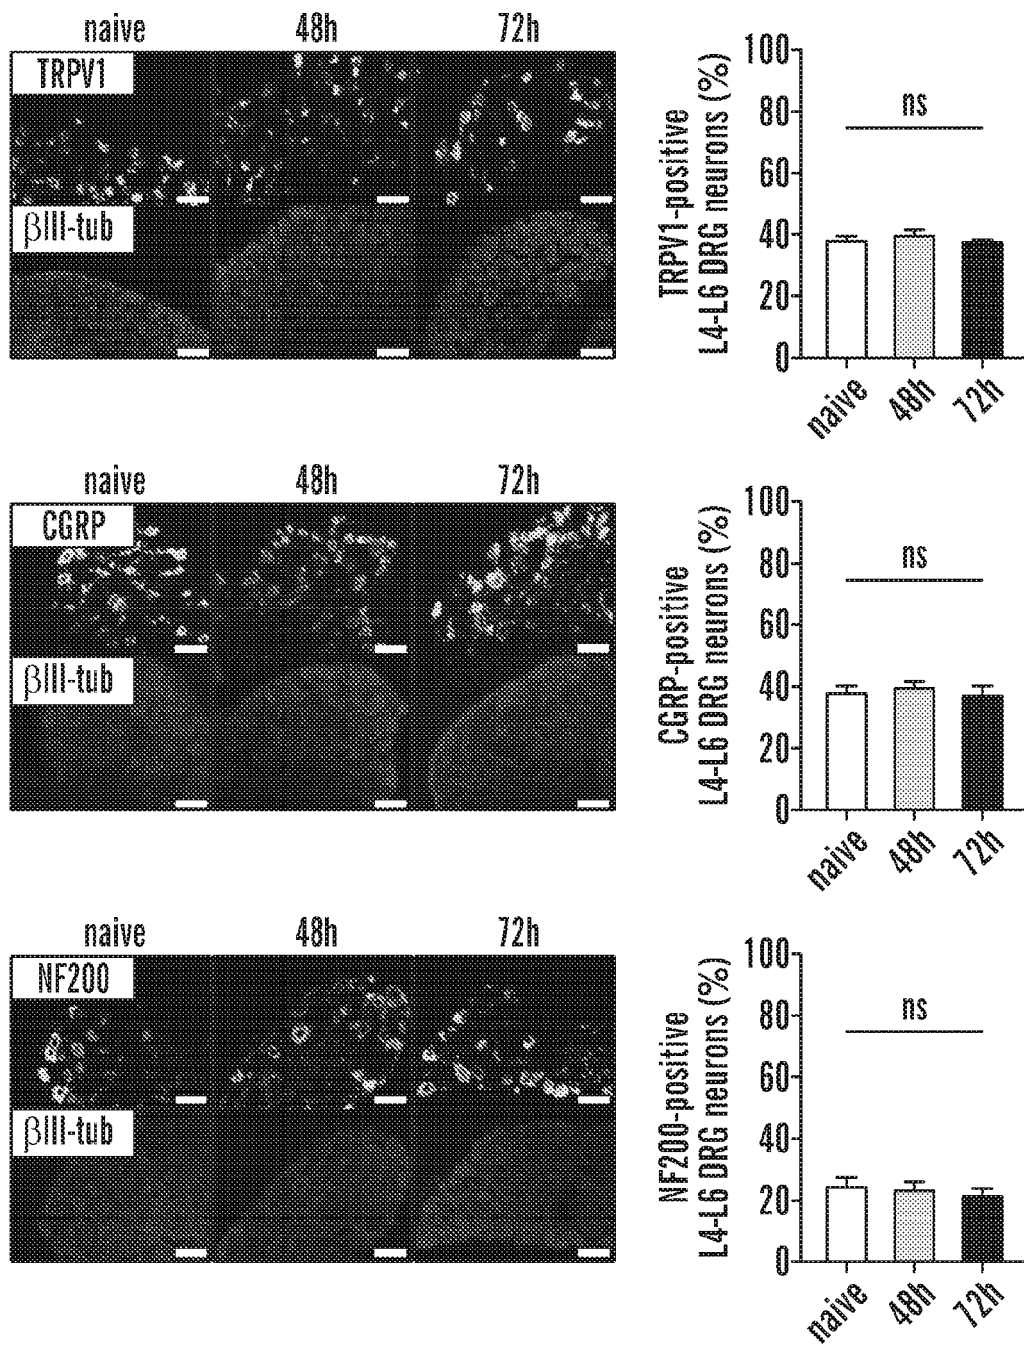 naive 48h 72h
TRPV1
βIII-tub
TRPV1-positive
L4-L6 DRG neurons (%)
100
80
60
40
20
0
ns
naive 48h 72h
naive 48h 72h
CGRP
βIII-tub
CGRP-positive
L4-L6 DRG neurons (%)
100
80
60
40
20
0
ns
naive 48h 72h
naive 48h 72h
NF200
βIII-tub
NF200-positive
L4-L6 DRG neurons (%)
100
80
60
40
20
0
ns
naive 48h 72h